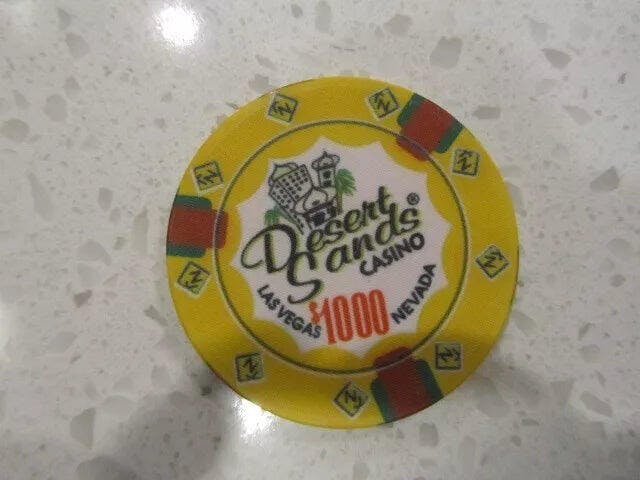 Desert
Sands®
CASINO
LAS VEGAS NEVADA
$1000